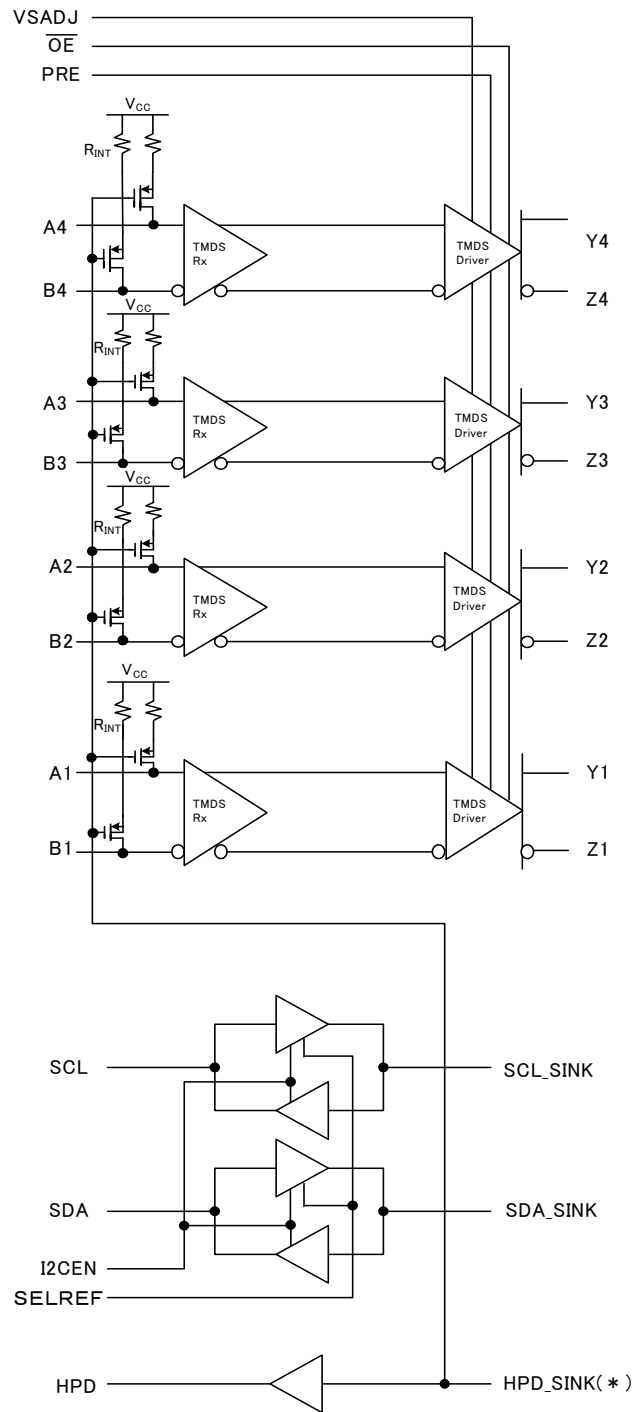 VSADJ
OE
PRE
VCC
RINT
A4
TMDS
Rx
TMDS
Driver
Y4
B4
Z4
VCC
RINT
A3
TMDS
Rx
TMDS
Driver
Y3
B3
Z3
VCC
RINT
A2
TMDS
Rx
TMDS
Driver
Y2
B2
Z2
VCC
RINT
A1
TMDS
Rx
TMDS
Driver
Y1
B1
Z1
SCL
SCL_SINK
SDA
SDA_SINK
I2CEN
SELREF
HPD
HPD_SINK(*)